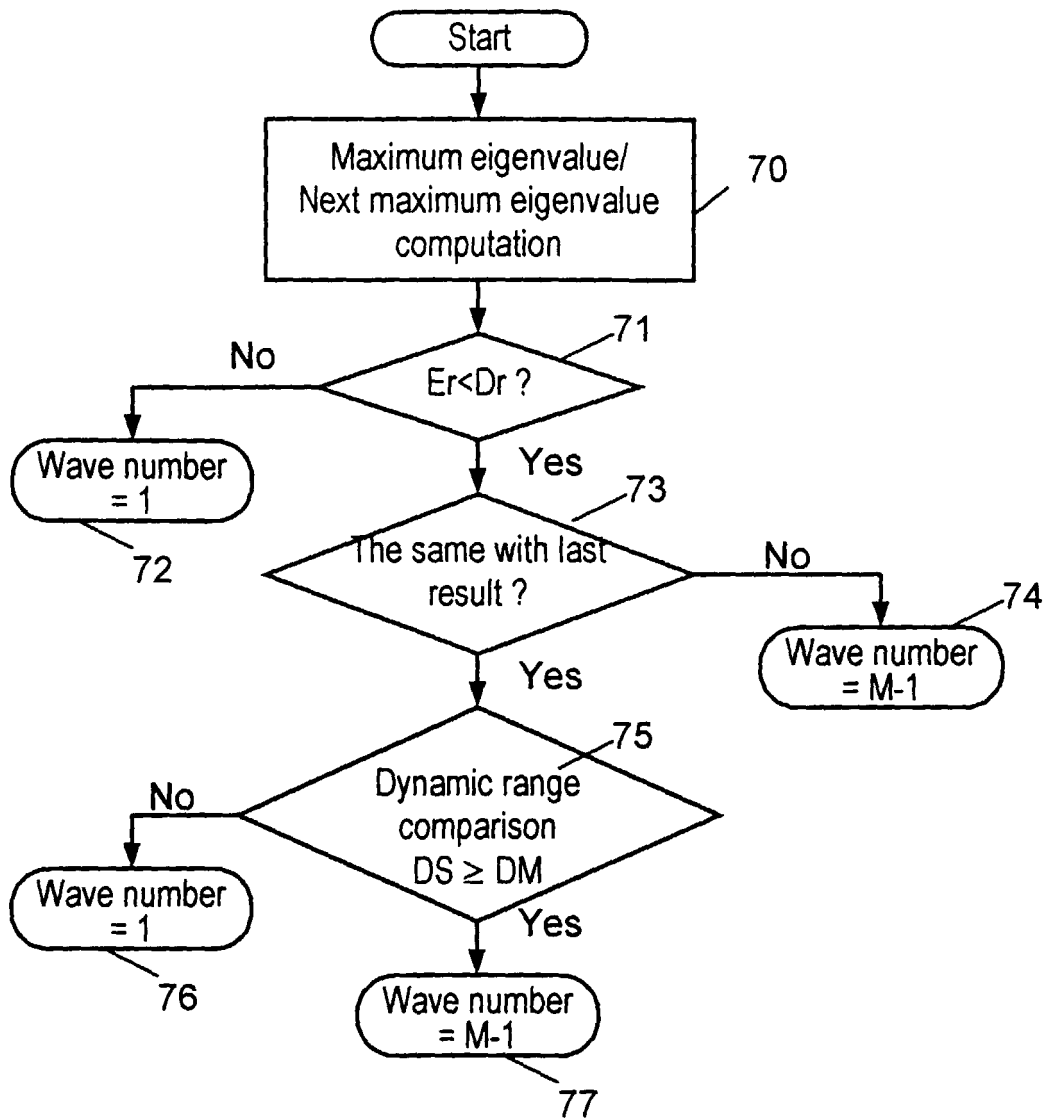 Start
Maximum eigenvalue/
Next maximum eigenvalue
computation
70
71
Er<Dr ?
No
Yes
Wave number
= 1
72
73
The same with last
result ?
No
Yes
74
Wave number
= M-1
75
Dynamic range
comparison
DS ≥ DM
No
Yes
Wave number
= 1
76
Wave number
= M-1
77